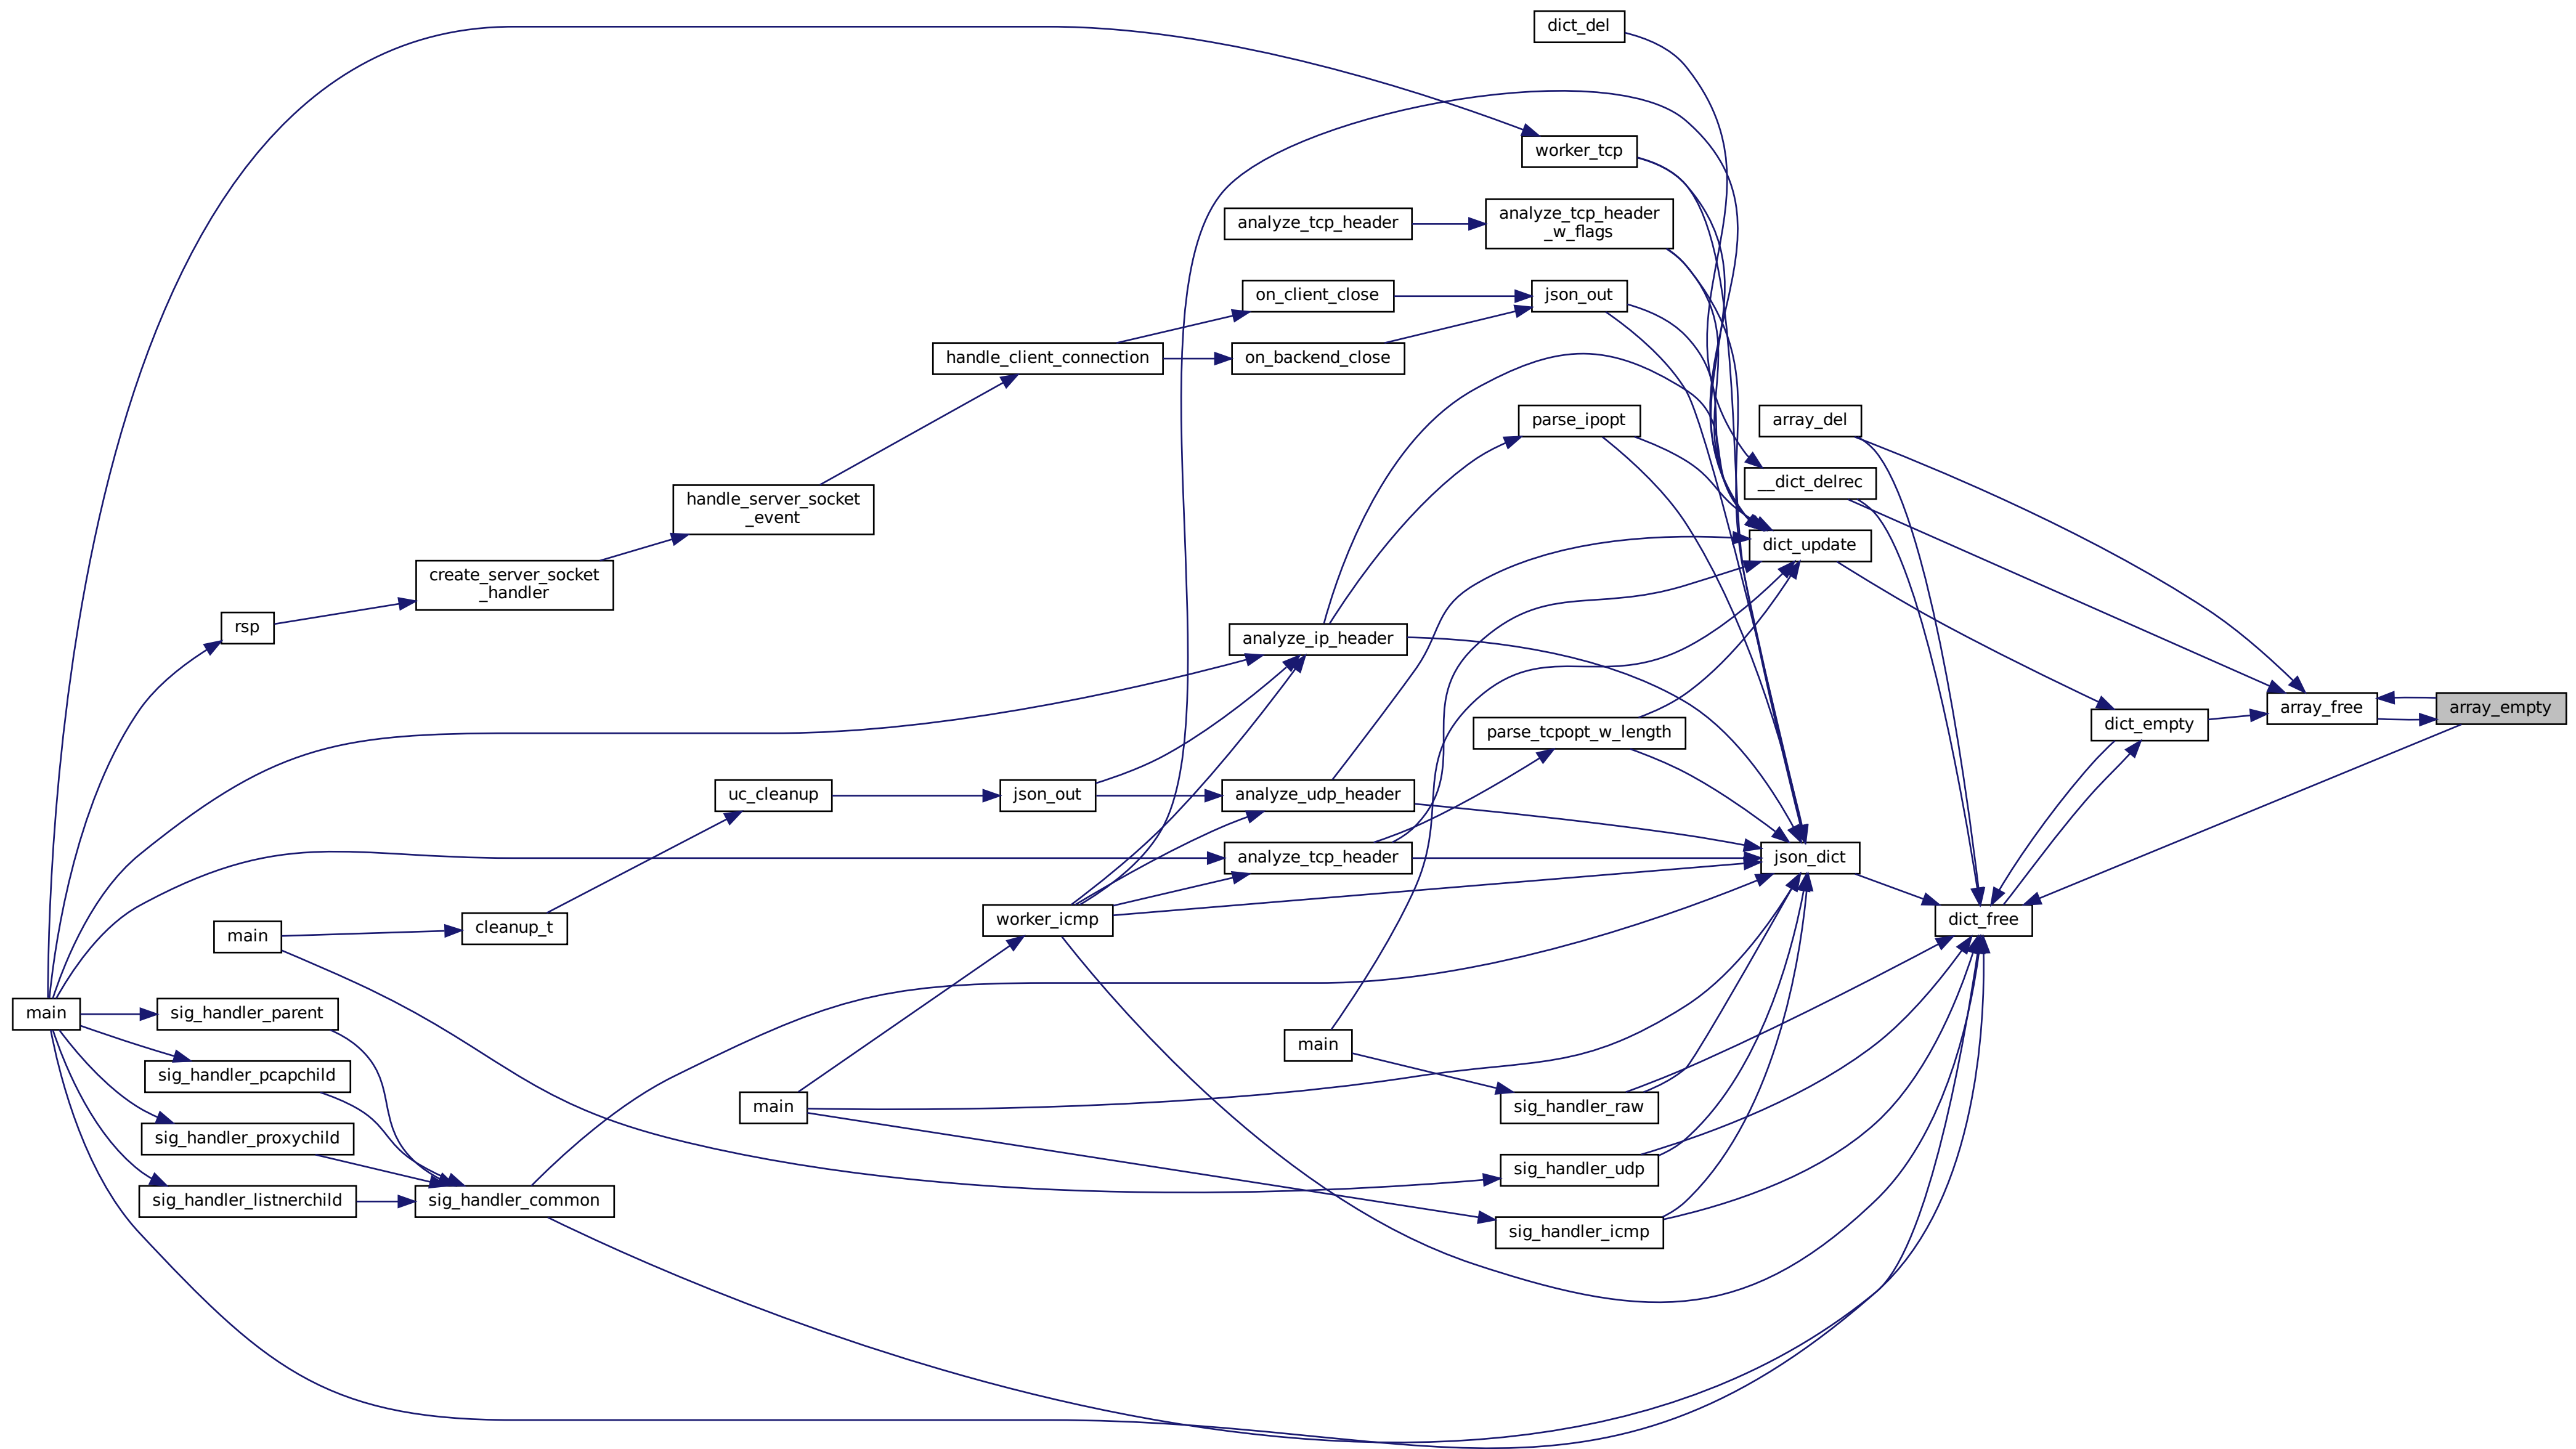 dict_del
worker_tcp
analyze_tcp_header
analyze_tcp_header
_w_flags
on_client_close
json_out
handle_client_connection
on_backend_close
parse_ipopt
array_del
__dict_delrec
handle_server_socket
_event
dict_update
create_server_socket
_handler
rsp
analyze_ip_header
array_free
array_empty
dict_empty
parse_tcpopt_w_length
uc_cleanup
json_out
analyze_udp_header
analyze_tcp_header
json_dict
main
cleanup_t
worker_icmp
dict_free
main
sig_handler_parent
main
sig_handler_pcapchild
main
sig_handler_raw
sig_handler_proxychild
sig_handler_udp
sig_handler_listnerchild
sig_handler_common
sig_handler_icmp